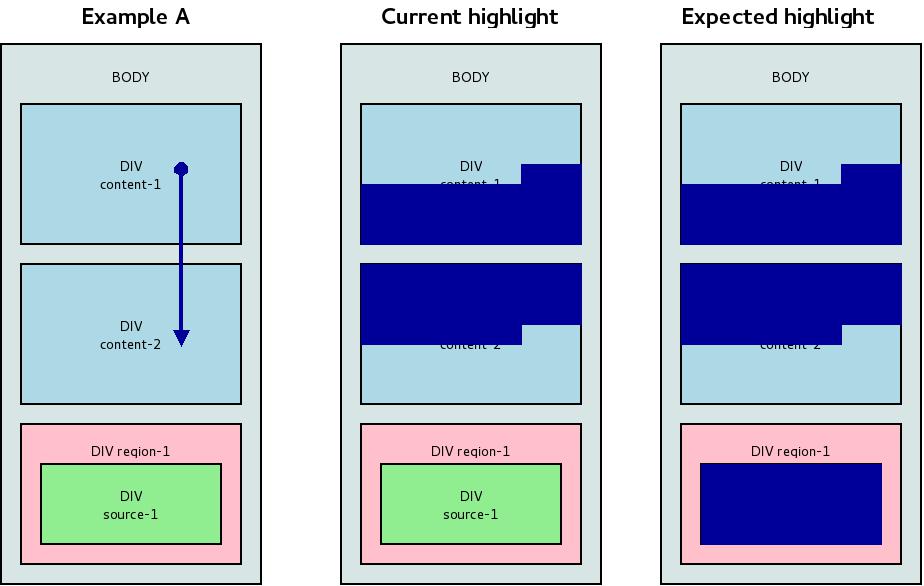 Example A
BODY
DIV
content-1
DIV
content-2
DIV region-1
DIV
source-1
Current highlight
BODY
DIV
content-1
content-2
DIV region-1
DIV
source-1
Expected highlight
BODY
DIV
content-1
content-2
DIV region-1